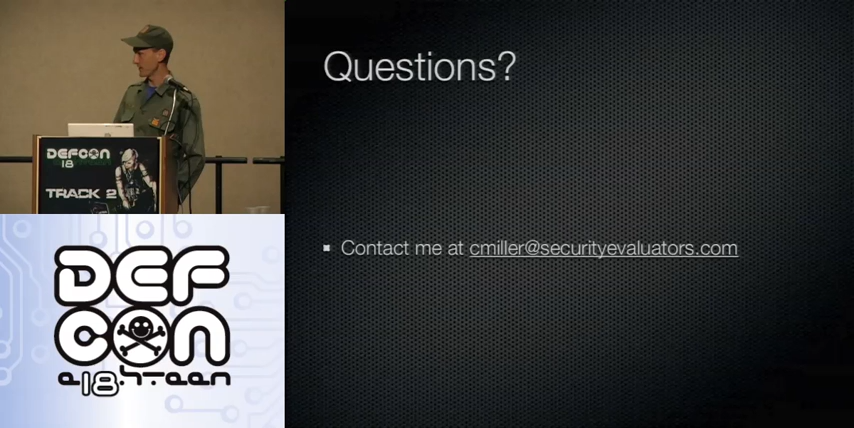 DEFCON
18
TRACK 2
DEF
CON
e18hteen
Questions?
Contact me at cmiller@securityevaluators.com